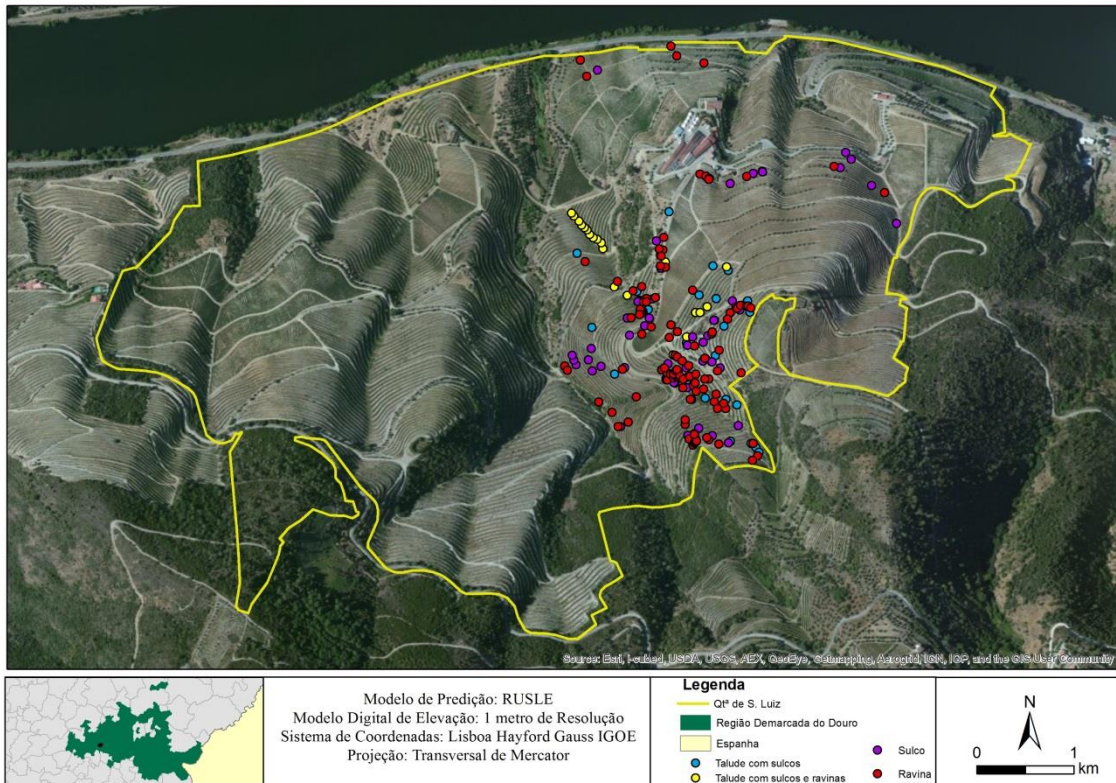 Source: Esri, i-cubed, USDA, USGS, AEX, GeoEye, Getmapping, Aerogrid, IGN, IGP, and the GIS User Community
Modelo de Predição: RUSLE
Modelo Digital de Elevação: 1 metro de Resolução
Sistema de Coordenadas: Lisboa Hayford Gauss IGOE
Projeção: Transversal de Mercator
Legenda
Qtª de S. Luiz
Região Demarcada do Douro
Espanha
Talude com sulcos
Talude com sulcos e ravinas
Sulco
Ravina
N
0 1
km